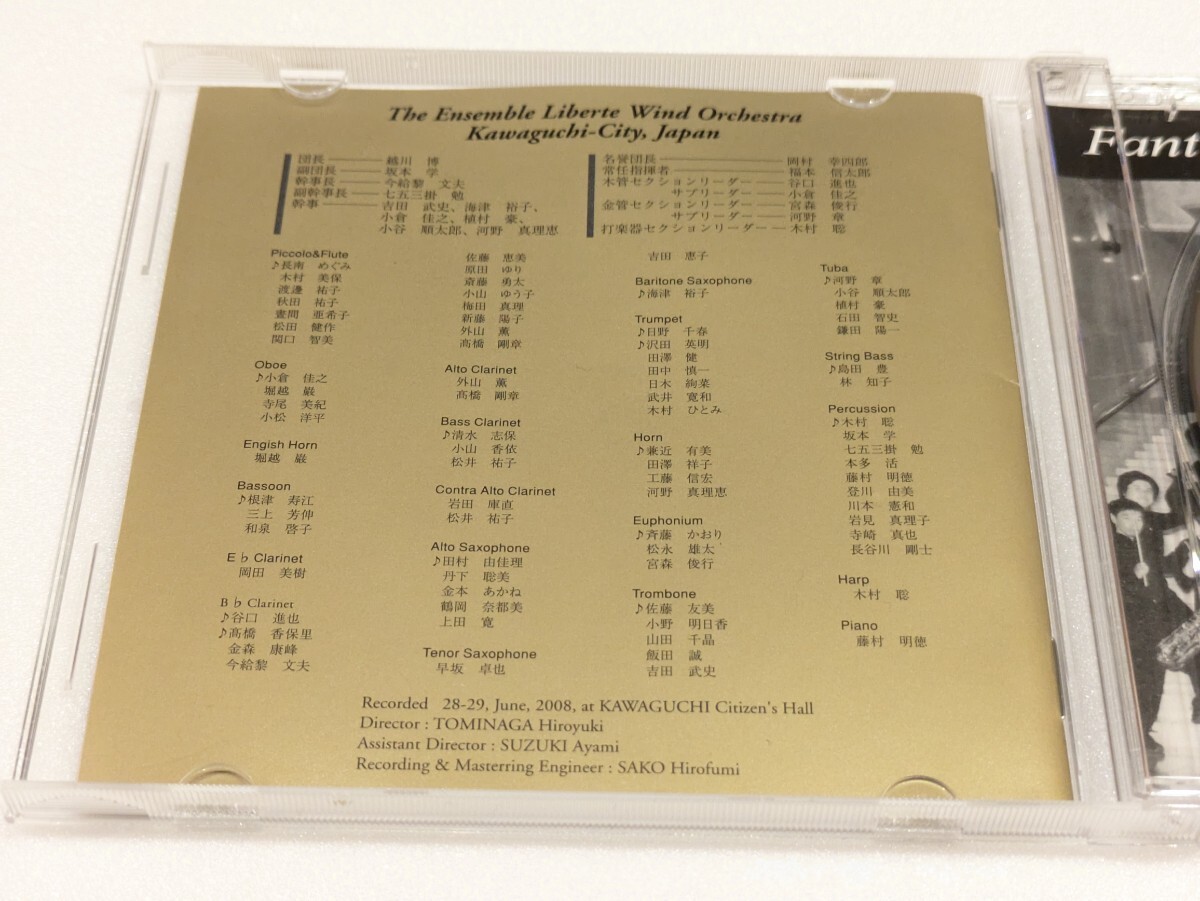 The Ensemble Liberte Wind Orchestra
Kawaguchi-City, Japan
団長 ――― 越川 博
副団長 ――― 坂本 学
幹事長 ――― 今給黎 文夫
副幹事長 ― 七五三掛 勉
幹事 ――― 吉田 武史、海津 裕子、
小倉 佳之、植村 豪、
小谷 順太郎、河野 真理恵
名誉団長 ――― 岡村 幸四郎
常任指揮者 ――― 福本 信太郎
木管セクションリーダー ― 谷口 進也
サブリーダー ― 小倉 佳之
金管セクションリーダー ― 宮森 俊行
サブリーダー ― 河野 章
打楽器セクションリーダー ― 木村 聡
Piccolo&Flute
♪長南 めぐみ
木村 美保
渡邊 祐子
秋田 祐子
晝間 亜希子
松田 健作
関口 智美
Oboe
♪小倉 佳之
堀越 巌
寺尾 美紀
小松 洋平
Engish Horn
堀越 巌
Bassoon
♪根津 寿江
三上 芳伸
和泉 啓子
E♭Clarinet
岡田 美樹
B♭Clarinet
♪谷口 進也
♪高橋 香保里
金森 康峰
今給黎 文夫
佐藤 恵美
原田 ゆり
斎藤 勇太
小山 ゆう子
梅田 真理
新藤 陽子
外山 薫
高橋 剛章
Alto Clarinet
外山 薫
高橋 剛章
Bass Clarinet
♪清水 志保
小山 香依
松井 祐子
Contra Alto Clarinet
岩田 庫直
松井 祐子
Alto Saxophone
♪田村 由佳理
丹下 聡美
金本 あかね
鶴岡 奈都美
上田 寛
Tenor Saxophone
早坂 卓也
吉田 恵子
Baritone Saxophone
♪海津 裕子
Trumpet
♪日野 千春
♪沢田 英明
田澤 健
田中 慎一
日木 絢菜
武井 寛和
木村 ひとみ
Horn
♪兼近 有美
田澤 祥子
工藤 信宏
河野 真理恵
Euphonium
♪斉藤 かおり
松永 雄太
宮森 俊行
Trombone
♪佐藤 友美
小野 明日香
山田 千晶
飯田 誠
吉田 武史
Tuba
♪河野 章
小谷 順太郎
植村 豪
石田 智史
鎌田 陽一
String Bass
♪島田 豊
林 知子
Percussion
♪木村 聡
坂本 学
七五三掛 勉
本多 活
藤村 明徳
登川 由美
川本 憲和
岩見 真理子
寺崎 真也
長谷川 剛士
Harp
木村 聡
Piano
藤村 明徳
Recorded 28-29, June, 2008, at KAWAGUCHI Citizen's Hall
Director : TOMINAGA Hiroyuki
Assistant Director : SUZUKI Ayami
Recording & Masterring Engineer : SAKO Hirofumi
Fant